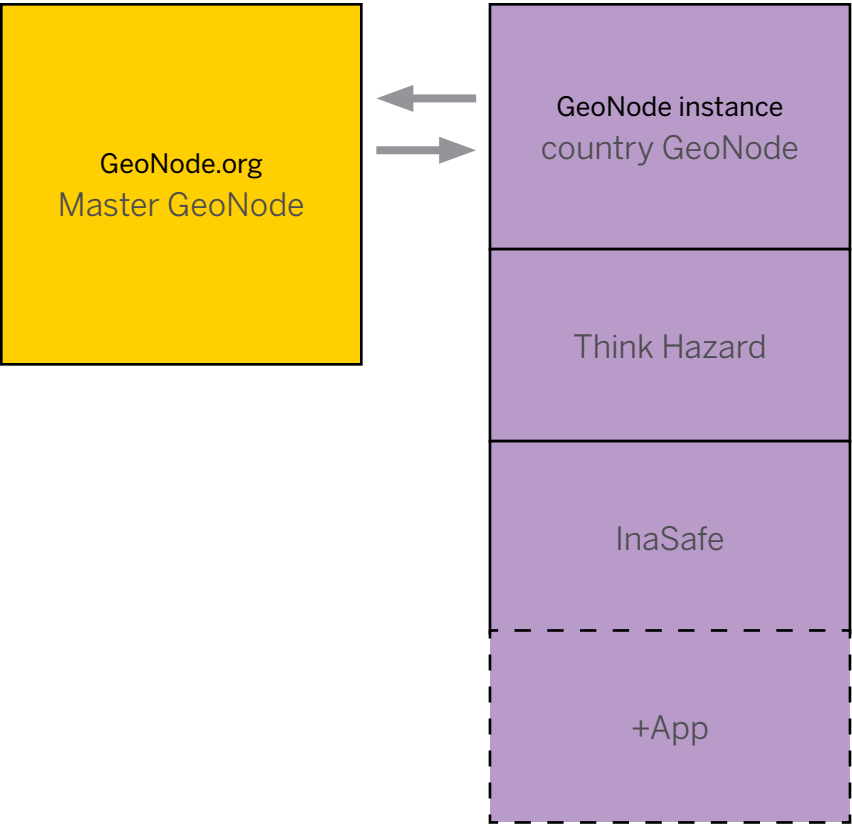 GeoNode.org
Master GeoNode
GeoNode instance
country GeoNode
Think Hazard
InaSafe
+App